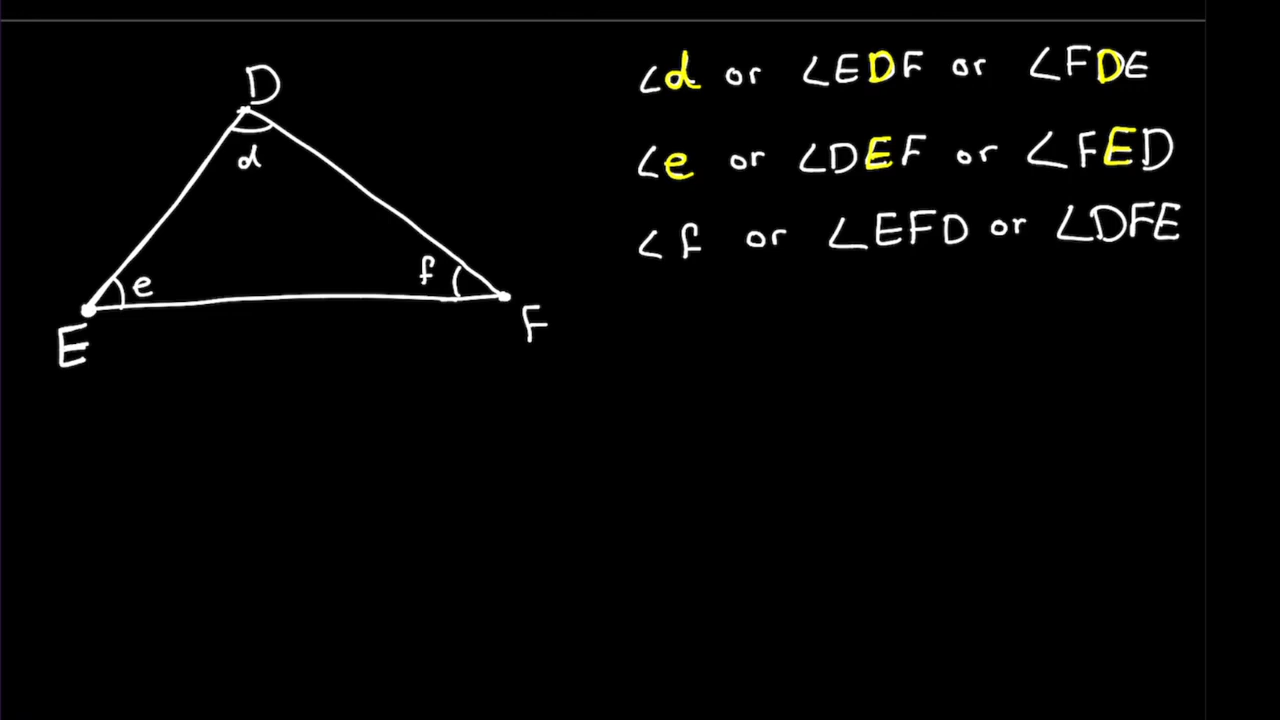 D
∠d or ∠EDF or ∠FDE
d
∠e or ∠DEF or ∠FED
∠f or ∠EFD or ∠DFE
e
f
E
F